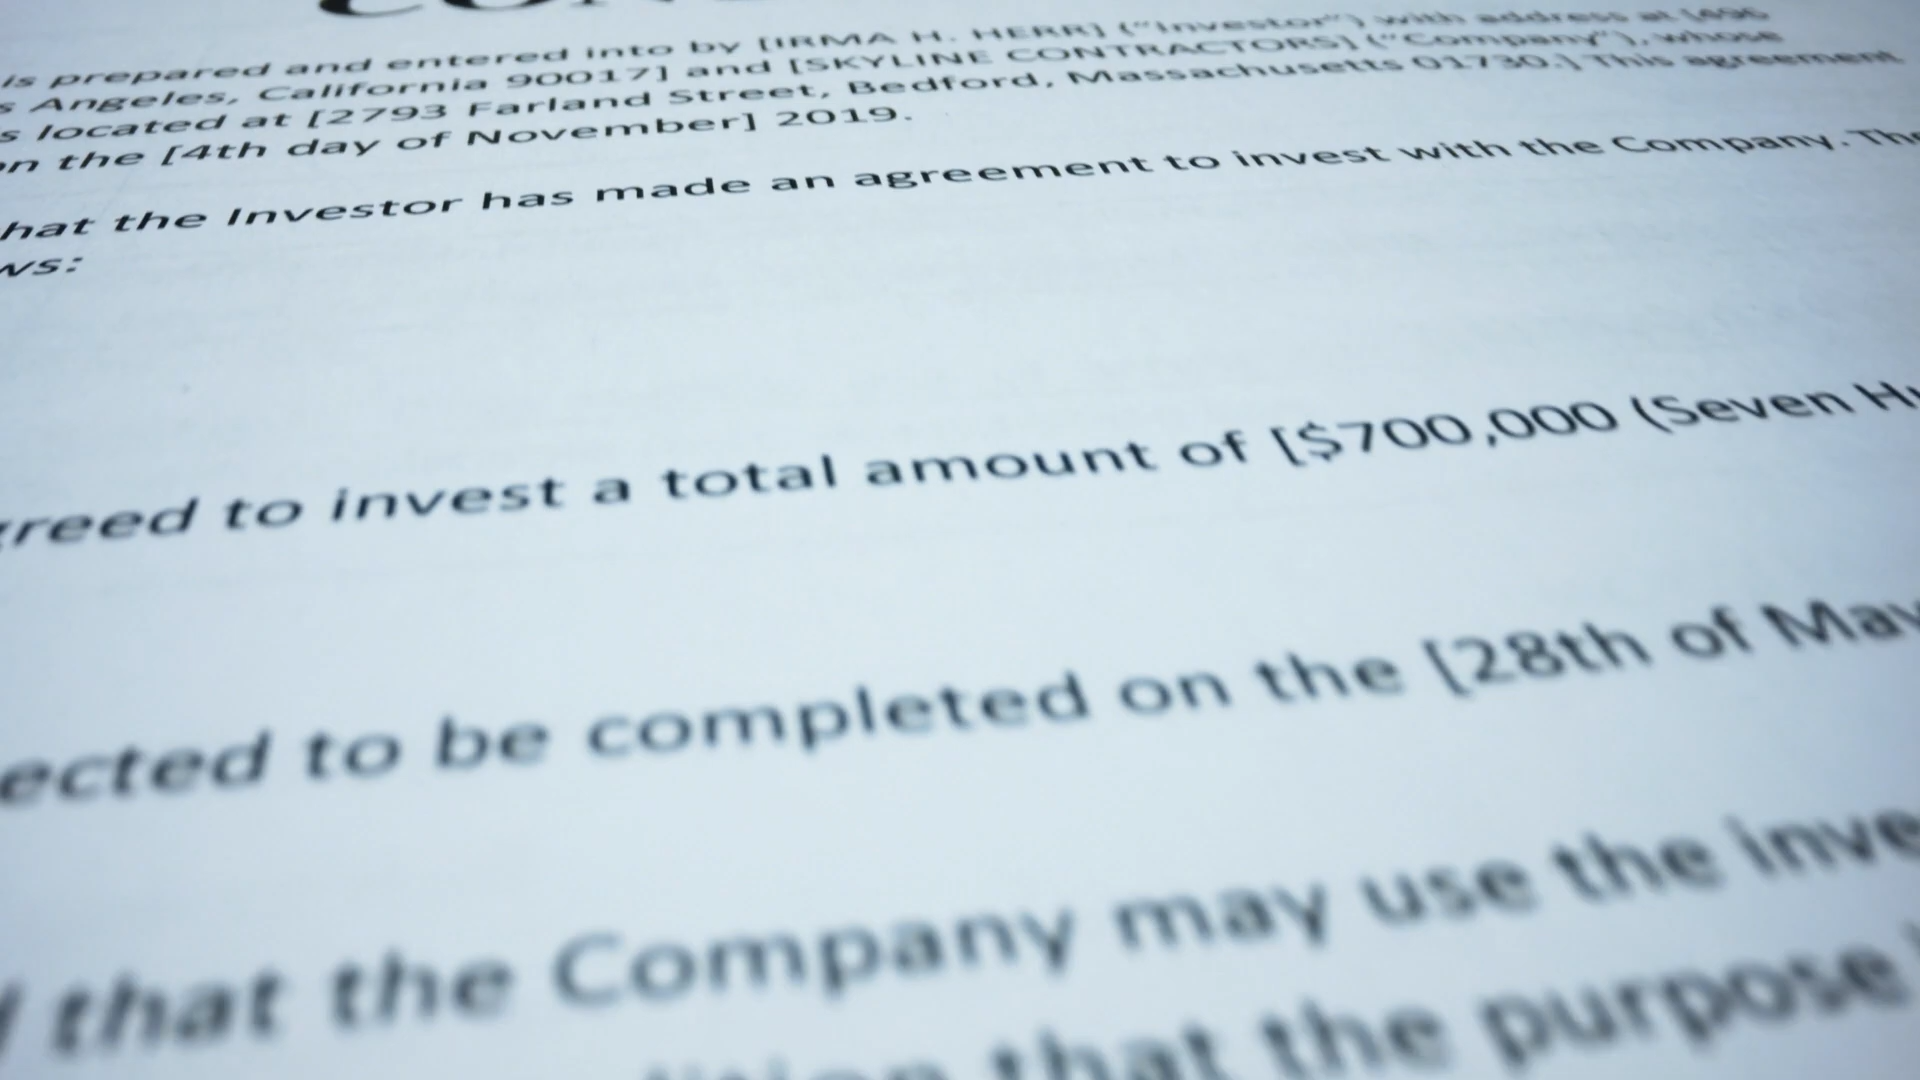 is prepared and entered into by [IRMA H. HERR] ("Investor") with address at [496
Angeles, California 90017] and [SKYLINE CONTRACTORS] ("Company"), whose
located at [2793 Farland Street, Bedford, Massachusetts 01730.] This agreement
on the [4th day of November] 2019.
hat the Investor has made an agreement to invest with the Company. The
ws:
greed to invest a total amount of [$700,000 (Seven Hu
ected to be completed on the [28th of May
that the Company may use the inve
that the purpose